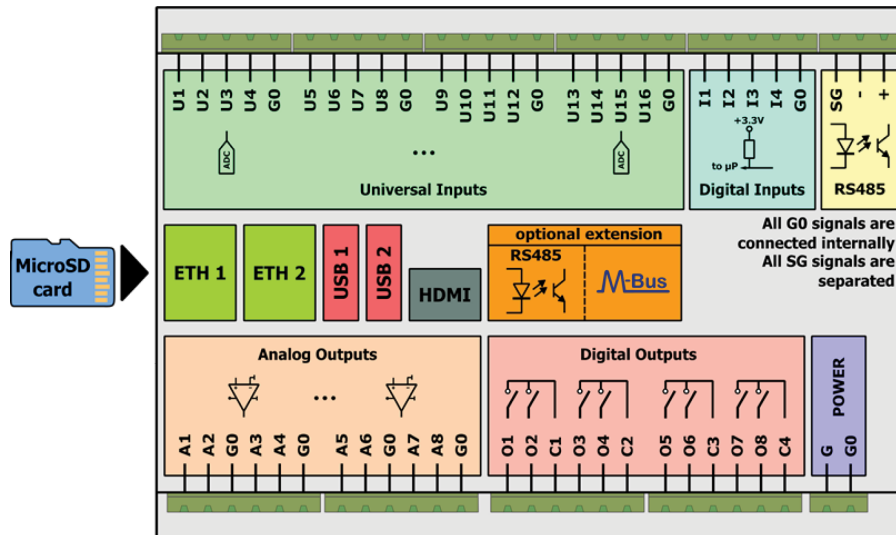 U1 U2 U3 U4 G0 U5 U6 U7 U8 G0 U9 U10 U11 U12 G0 U13 U14 U15 U16 G0 I1 I2 I3 I4 G0 SG - +
+3.3V
ADC ... ADC
to µP
Universal Inputs
Digital Inputs
RS485
All G0 signals are
connected internally
All SG signals are
separated
MicroSD
card
ETH 1
ETH 2
USB 1
USB 2
HDMI
optional extension
RS485
M-Bus
Analog Outputs
...
A1 A2 G0 A3 A4 G0 A5 A6 G0 A7 A8 G0
Digital Outputs
O1 O2 C1 O3 O4 C2 O5 O6 C3 O7 O8 C4
POWER
G G0